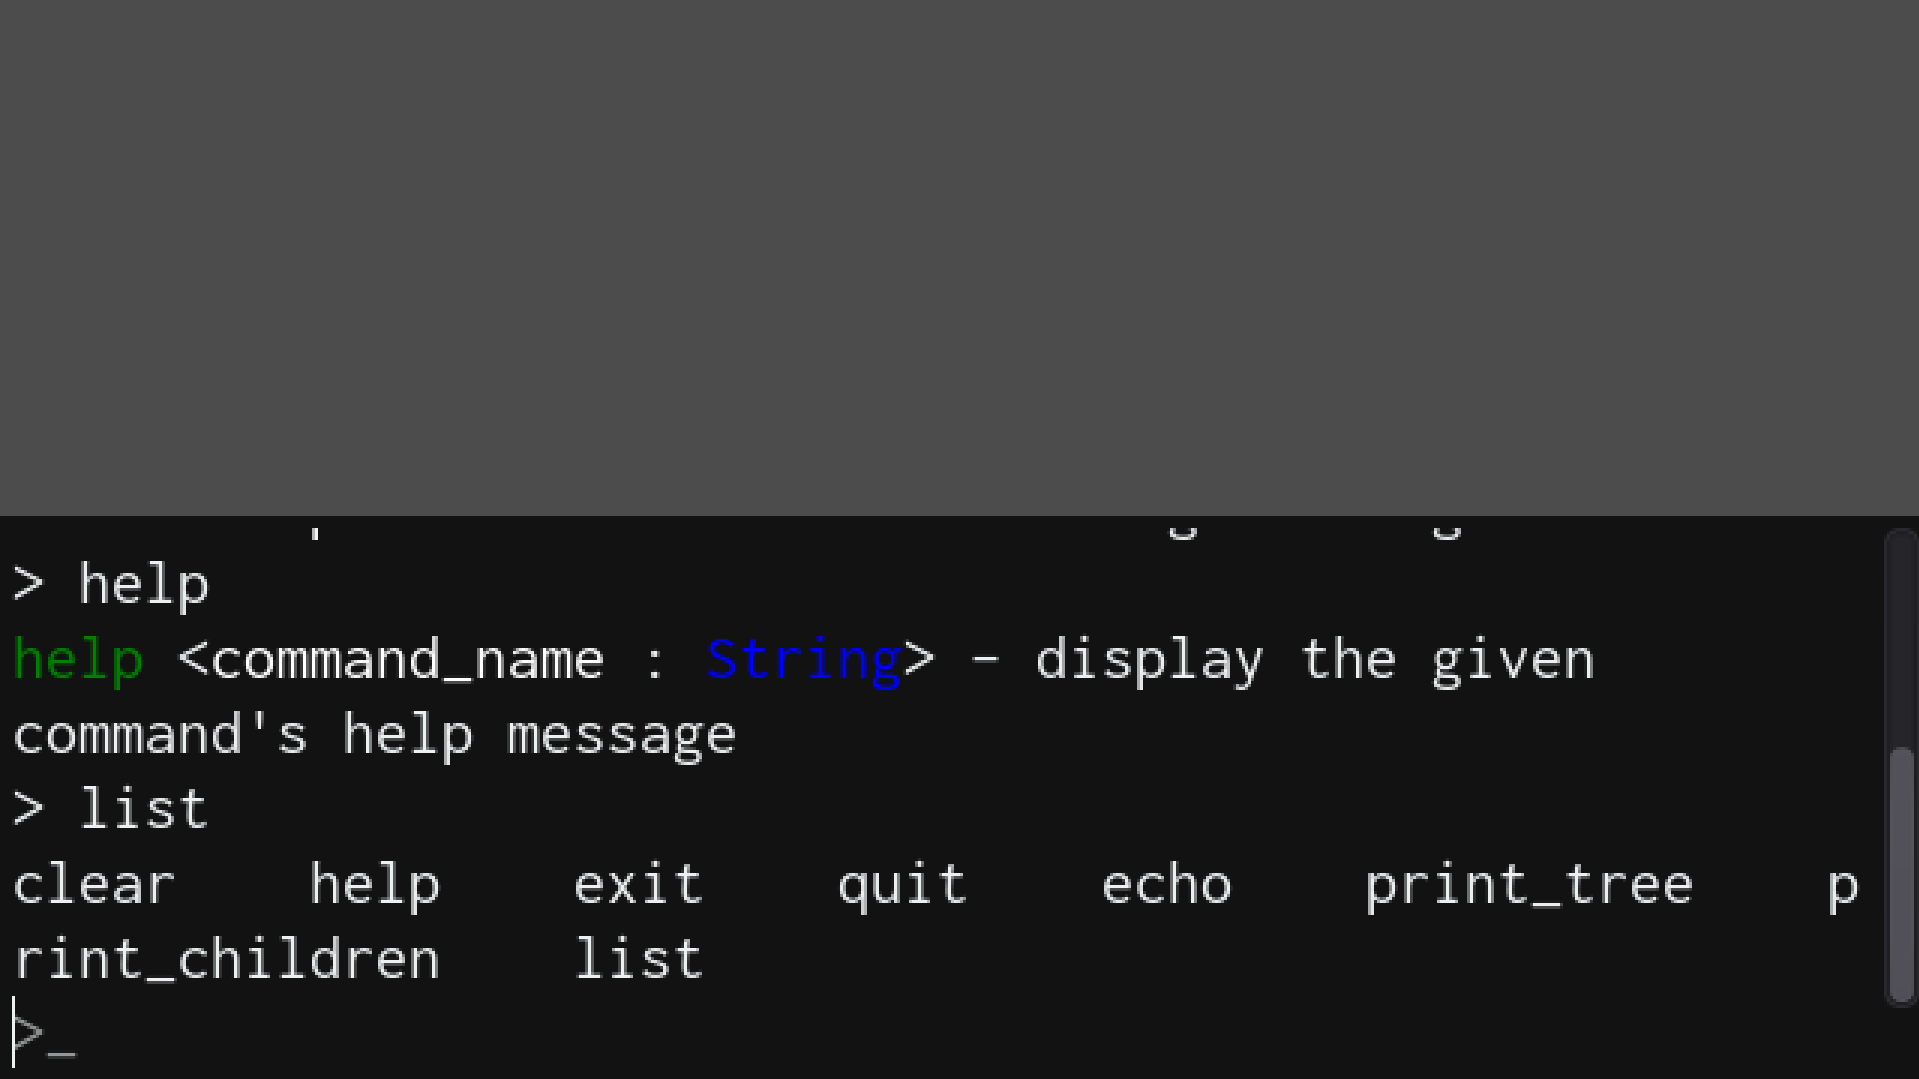 > help
help <command_name : String> - display the given
command's help message
> list
clear    help    exit    quit    echo    print_tree    p
rint_children    list
>_